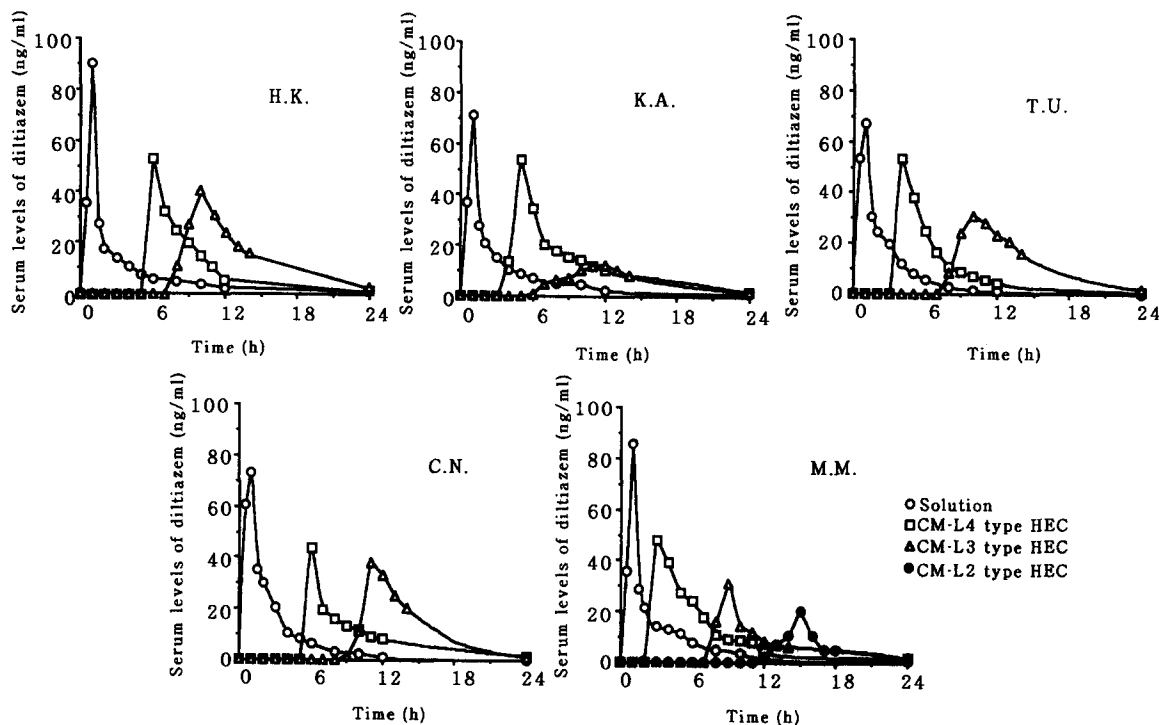 Serum levels of diltiazem (ng/ml)
100
80
60
40
20
0
H.K.
0 6 12 18 24
Time (h)
Serum levels of diltiazem (ng/ml)
100
80
60
40
20
0
K.A.
0 6 12 18 24
Time (h)
Serum levels of diltiazem (ng/ml)
100
80
60
40
20
0
T.U.
0 6 12 18 24
Time (h)
Serum levels of diltiazem (ng/ml)
100
80
60
40
20
0
C.N.
0 6 12 18 24
Time (h)
Serum levels of diltiazem (ng/ml)
100
80
60
40
20
0
M.M.
0 6 12 18 24
Time (h)
Solution
CM-L4 type HEC
CM-L3 type HEC
CM-L2 type HEC